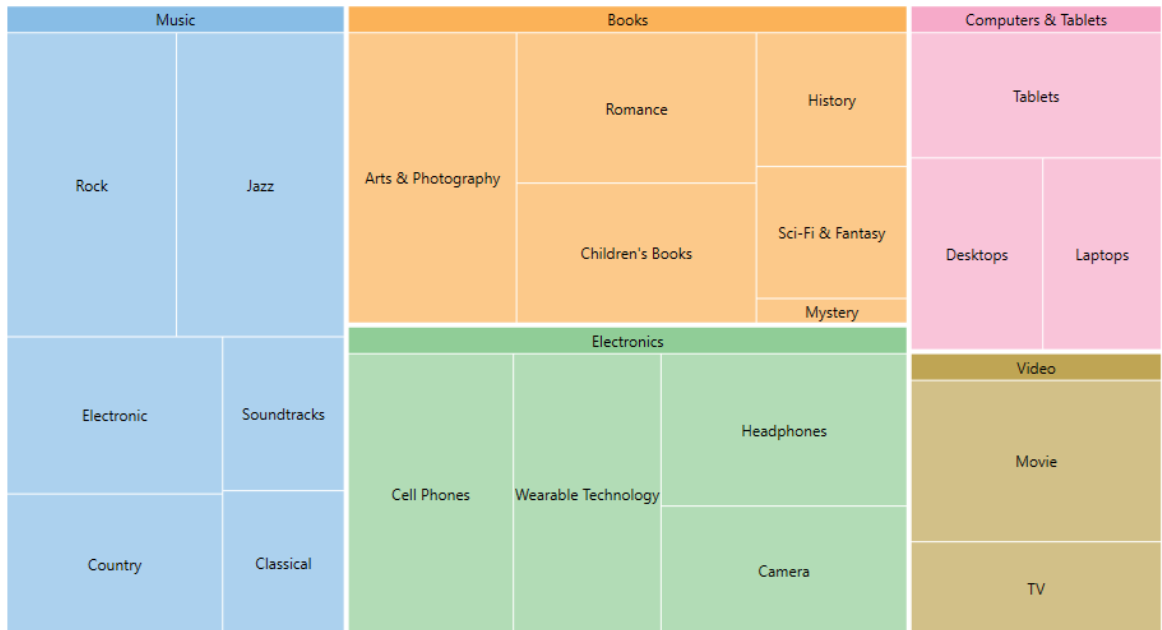 Music
Rock
Jazz
Electronic
Soundtracks
Country
Classical
Books
Arts & Photography
Romance
Children's Books
History
Sci-Fi & Fantasy
Mystery
Electronics
Cell Phones
Wearable Technology
Headphones
Camera
Computers & Tablets
Tablets
Desktops
Laptops
Video
Movie
TV